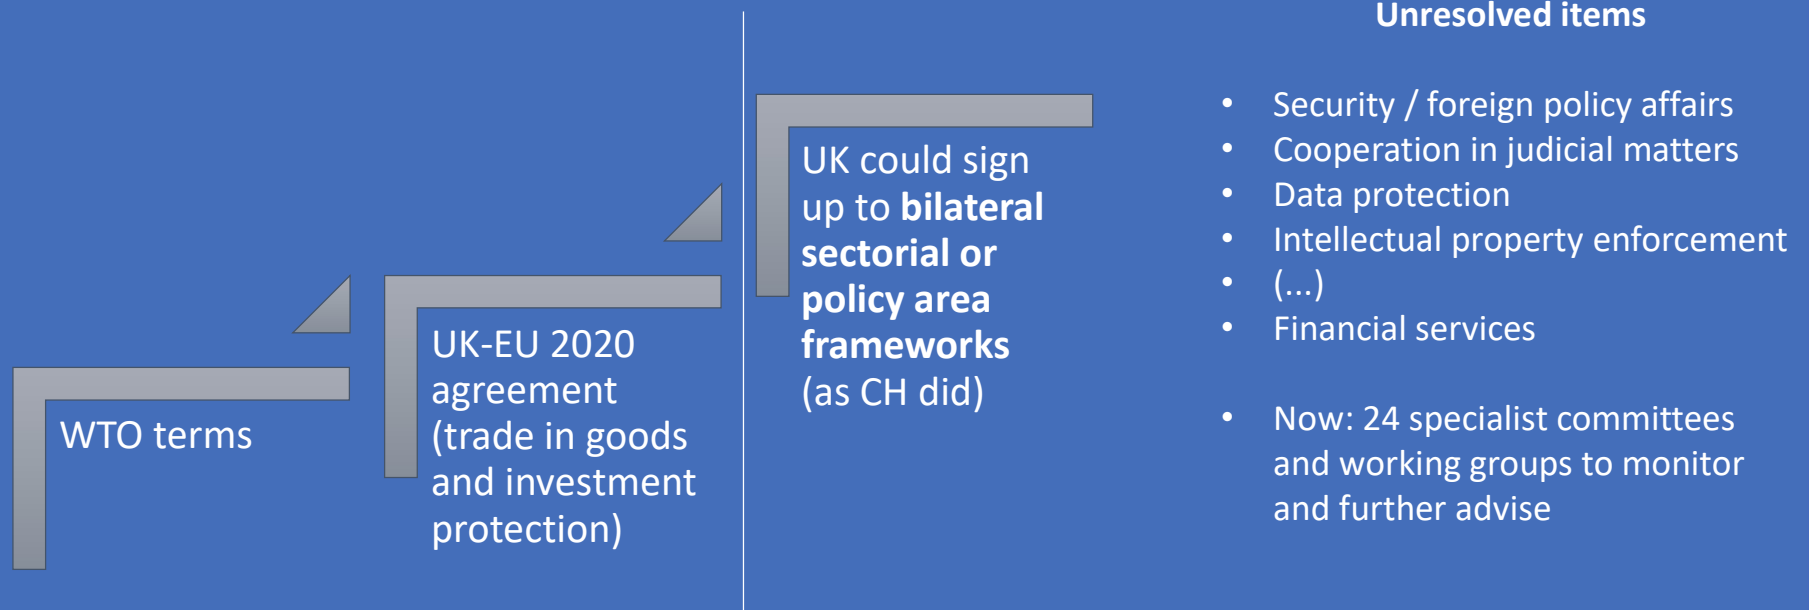 WTO terms
UK-EU 2020
agreement
(trade in goods
and investment
protection)
UK could sign
up to bilateral
sectorial or
policy area
frameworks
(as CH did)
Unresolved items
• Security / foreign policy affairs
• Cooperation in judicial matters
• Data protection
• Intellectual property enforcement
• (...)
• Financial services
• Now: 24 specialist committees
and working groups to monitor
and further advise